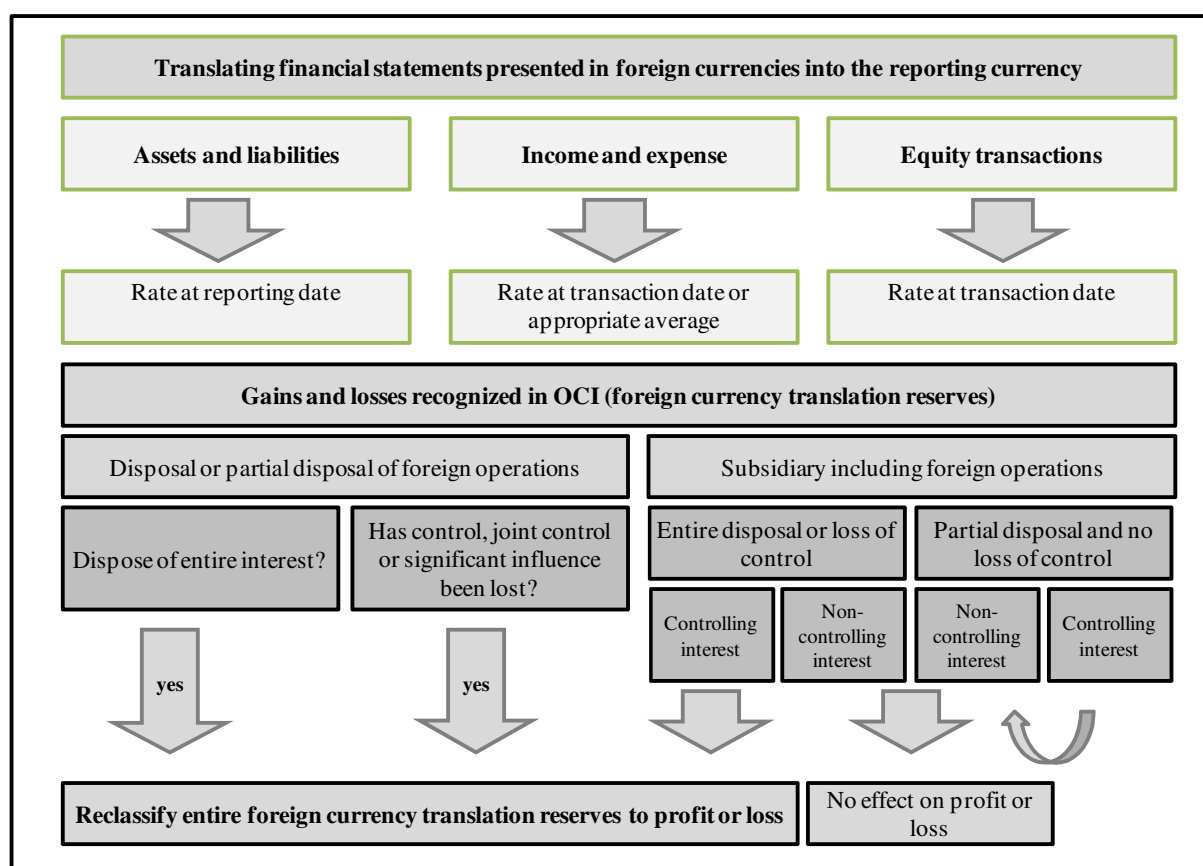 Translating financial statements presented in foreign currencies into the reporting currency
Assets and liabilities
Income and expense
Equity transactions
Rate at reporting date
Rate at transaction date or
appropriate average
Rate at transaction date
Gains and losses recognized in OCI (foreign currency translation reserves)
Disposal or partial disposal of foreign operations
Subsidiary including foreign operations
Dispose of entire interest?
Has control, joint control
or significant influence
been lost?
Entire disposal or loss of
control
Partial disposal and no
loss of control
Controlling
interest
Non-
controlling
interest
Non-
controlling
interest
Controlling
interest
yes
yes
Reclassify entire foreign currency translation reserves to profit or loss
No effect on profit or
loss